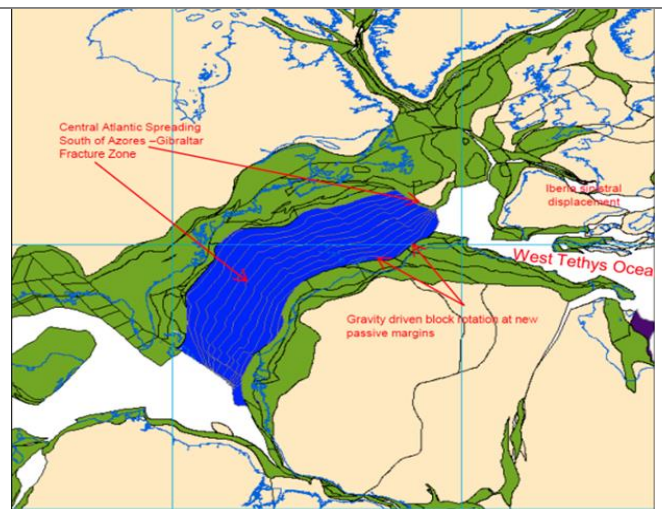 Central Atlantic Spreading
South of Azores –Gibraltar
Fracture Zone
Iberia sinistral
displacement
West Tethys Ocea
Gravity driven block rotation at new
passive margins